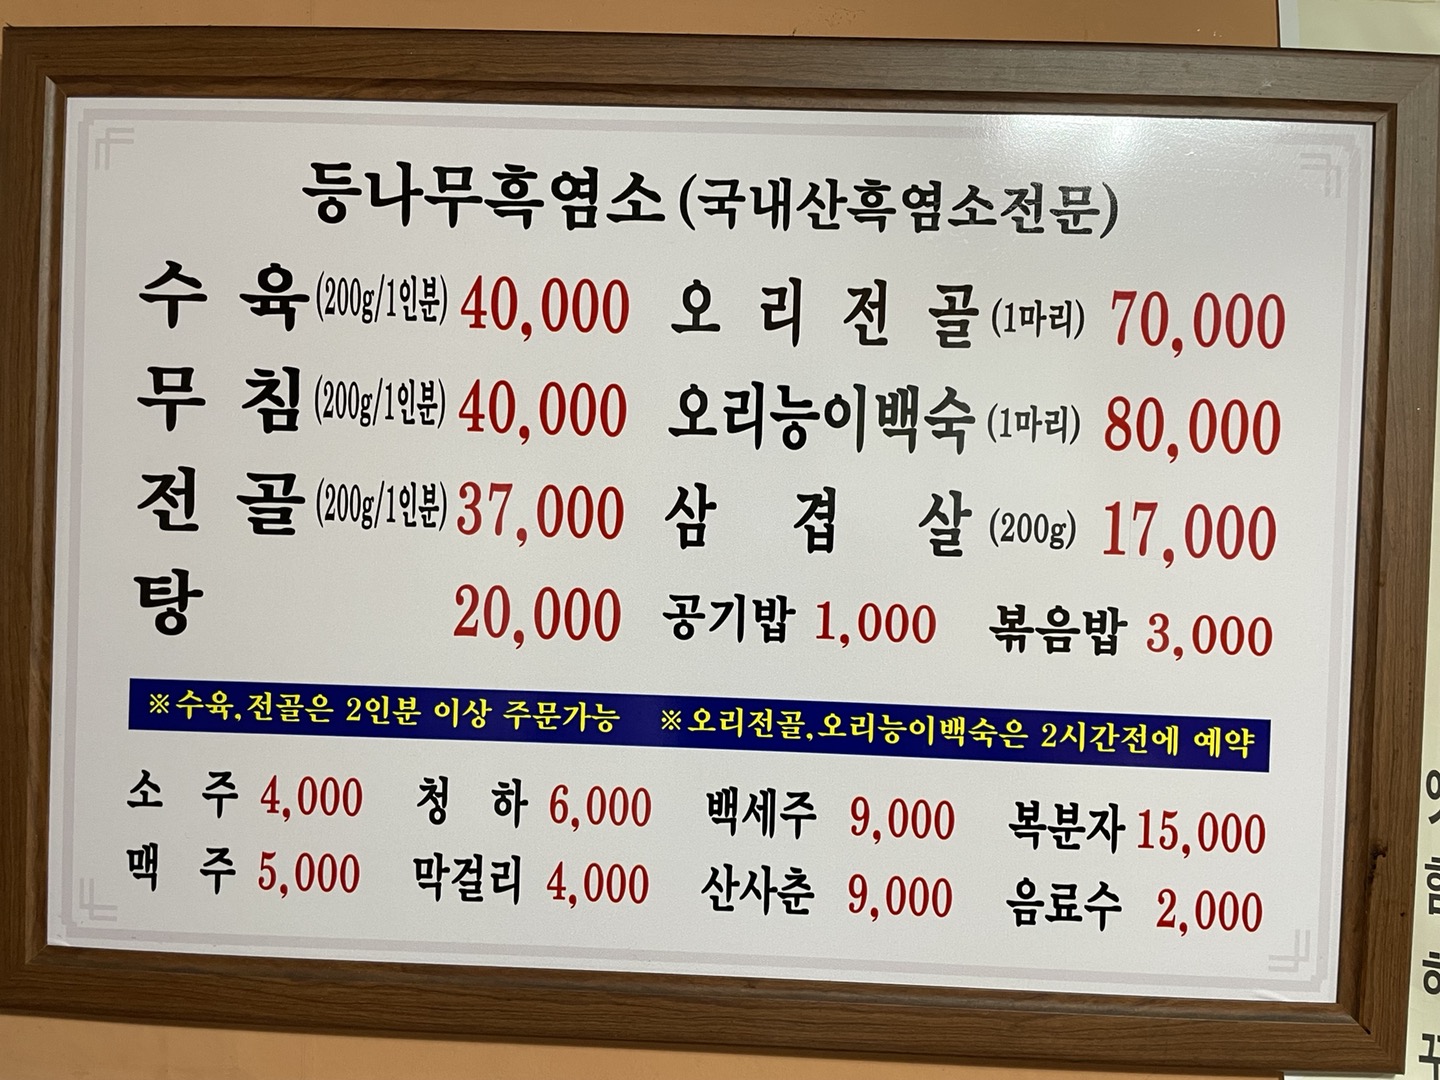 등나무흑염소(국내산흑염소전문)
수육(200g/1인분) 40,000 오리전골(1마리) 70,000
무침(200g/1인분) 40,000 오리능이백숙(1마리) 80,000
전골(200g/1인분) 37,000 삼겹살(200g) 17,000
탕 20,000 공기밥 1,000 볶음밥 3,000
※수육,전골은 2인분 이상 주문가능 ※오리전골,오리능이백숙은 2시간전에 예약
소주 4,000 청하 6,000 백세주 9,000 복분자 15,000
맥주 5,000 막걸리 4,000 산사춘 9,000 음료수 2,000